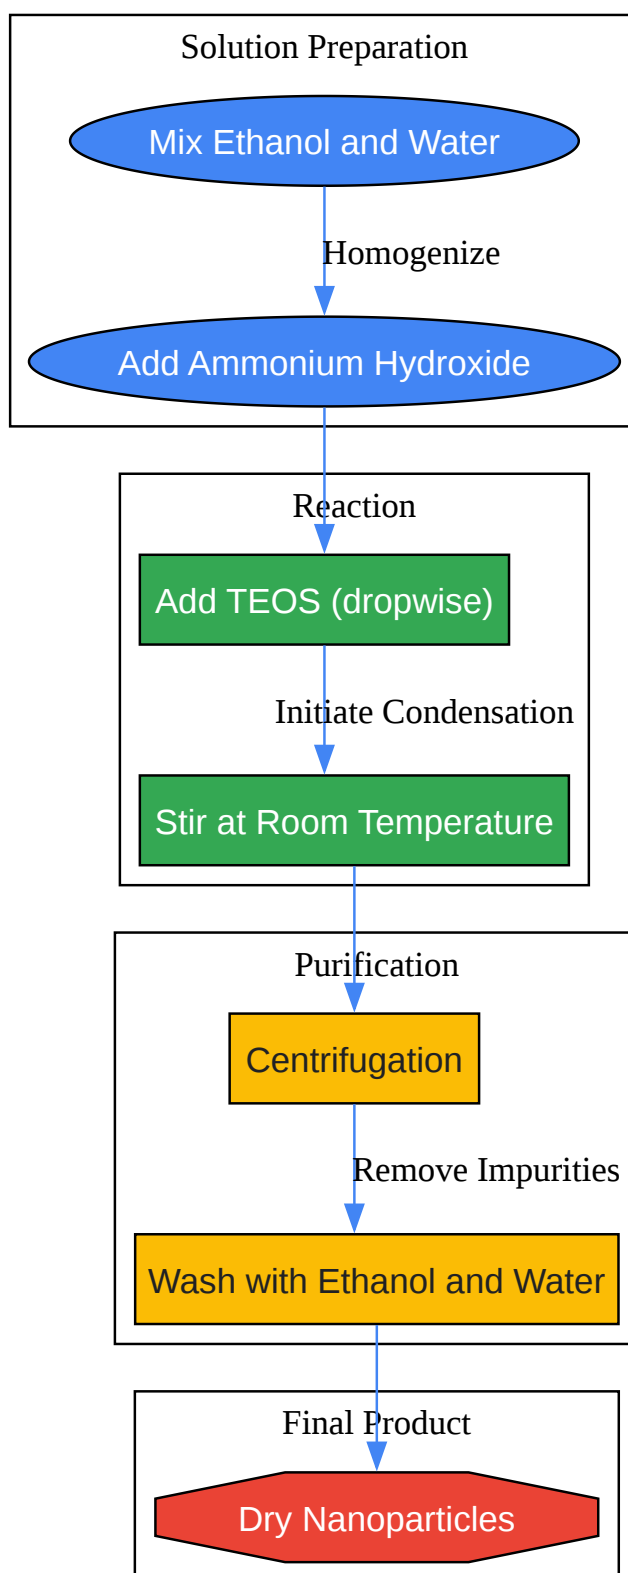 Solution Preparation
Mix Ethanol and Water
Homogenize
Add Ammonium Hydroxide
Reaction
Add TEOS (dropwise)
Initiate Condensation
Stir at Room Temperature
Purification
Centrifugation
Remove Impurities
Wash with Ethanol and Water
Final Product
Dry Nanoparticles